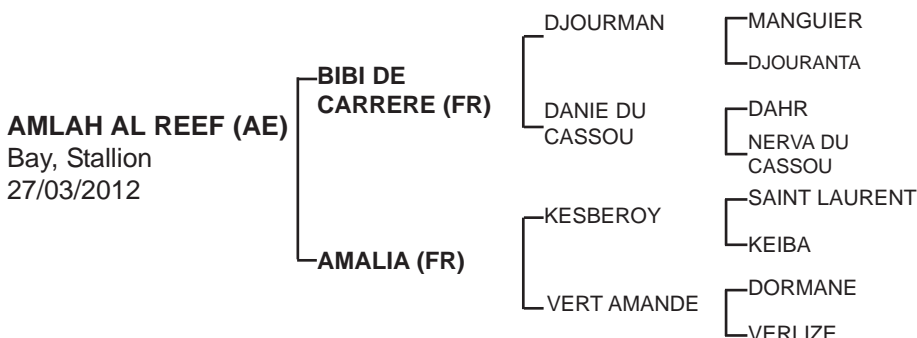 AMLAH AL REEF (AE)
Bay, Stallion
27/03/2012
BIBI DE
CARRERE (FR)
AMALIA (FR)
DJOURMAN
DANIE DU
CASSOU
KESBEROY
VERT AMANDE
MANGUIER
DJOURANTA
DAHR
NERVA DU
CASSOU
SAINT LAURENT
KEIBA
DORMANE
VERLIZE